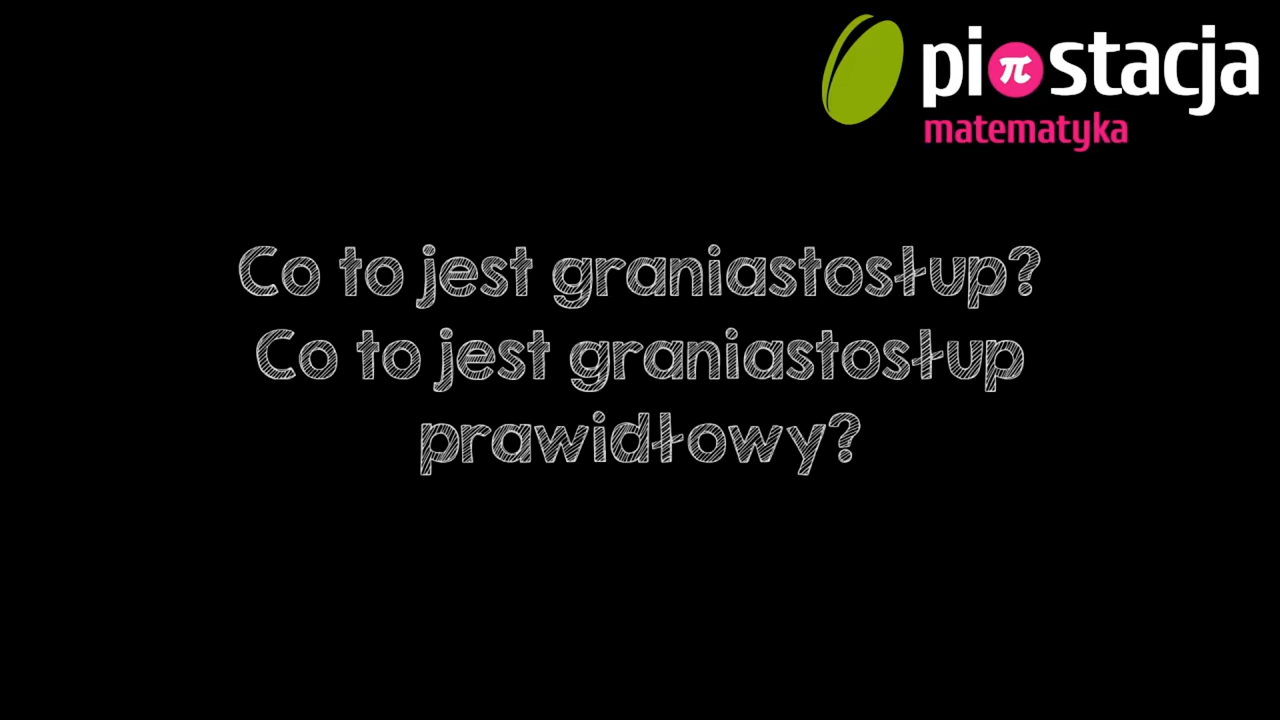 piπstacja
matematyka
Co to jest graniastosłup?
Co to jest graniastosłup
prawidłowy?